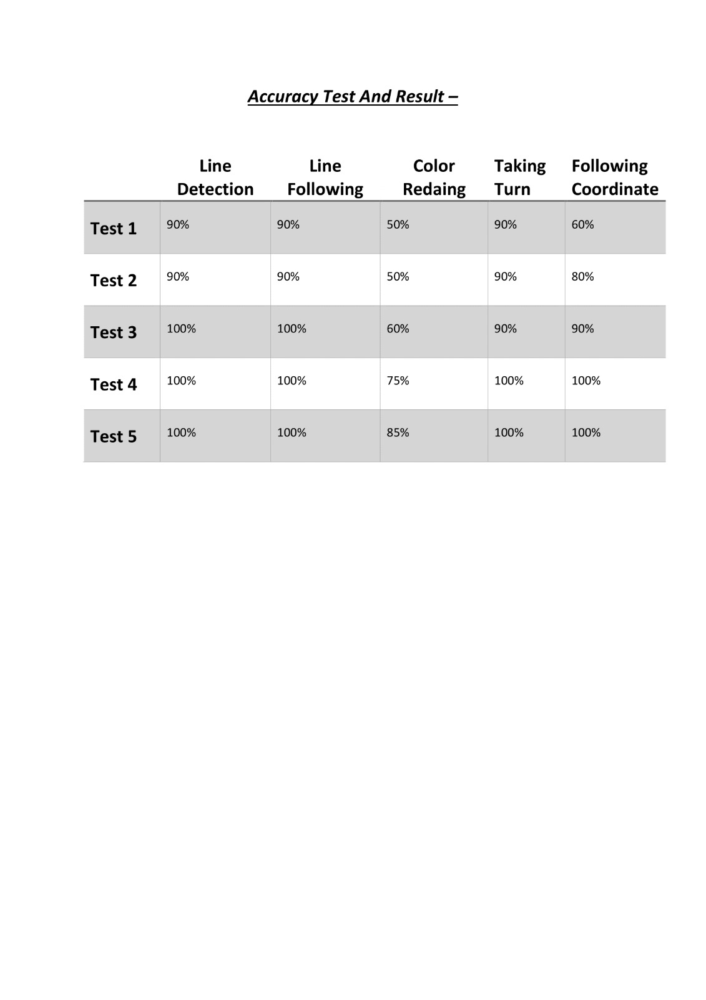 Accuracy Test And Result –
Line Detection Line Following Color Redaing Taking Turn Following Coordinate
Test 1 90% 90% 50% 90% 60%
Test 2 90% 90% 50% 90% 80%
Test 3 100% 100% 60% 90% 90%
Test 4 100% 100% 75% 100% 100%
Test 5 100% 100% 85% 100% 100%